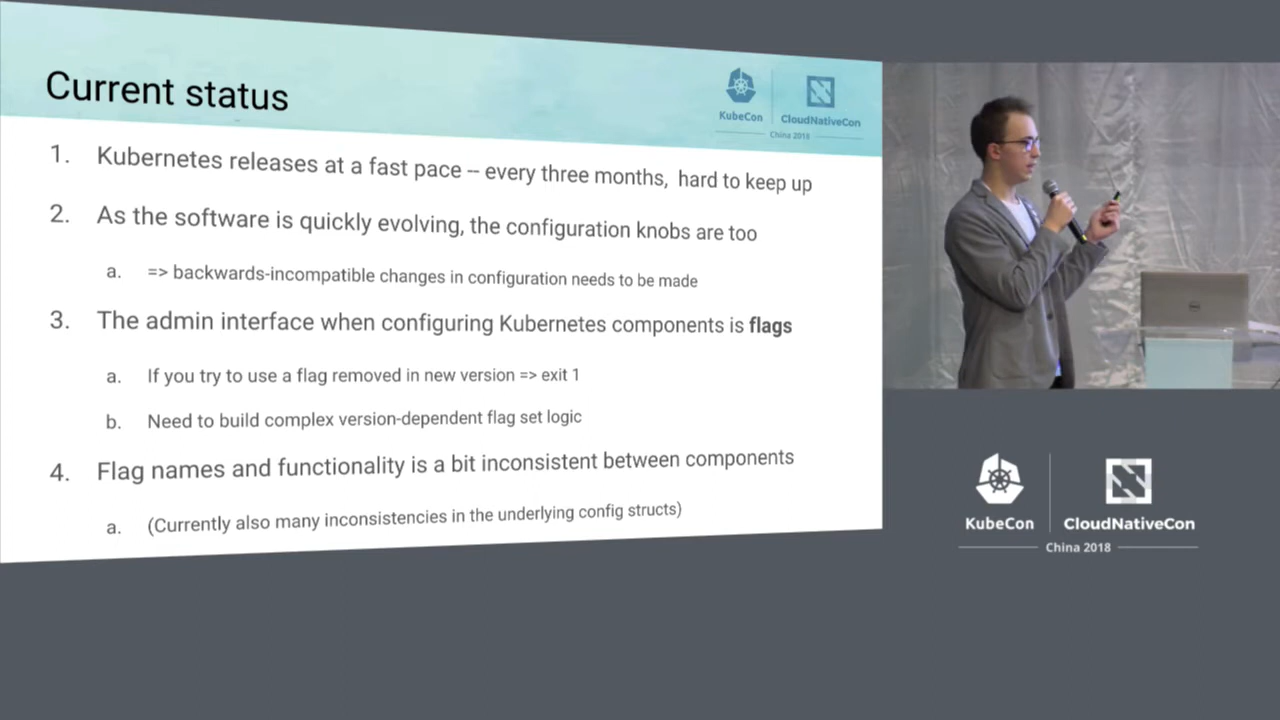 Current status
KubeCon
CloudNativeCon
China 2018
1. Kubernetes releases at a fast pace -- every three months, hard to keep up
2. As the software is quickly evolving, the configuration knobs are too
a. => backwards-incompatible changes in configuration needs to be made
3. The admin interface when configuring Kubernetes components is flags
a. If you try to use a flag removed in new version => exit 1
b. Need to build complex version-dependent flag set logic
4. Flag names and functionality is a bit inconsistent between components
a. (Currently also many inconsistencies in the underlying config structs)
DELL
KubeCon
CloudNativeCon
China 2018